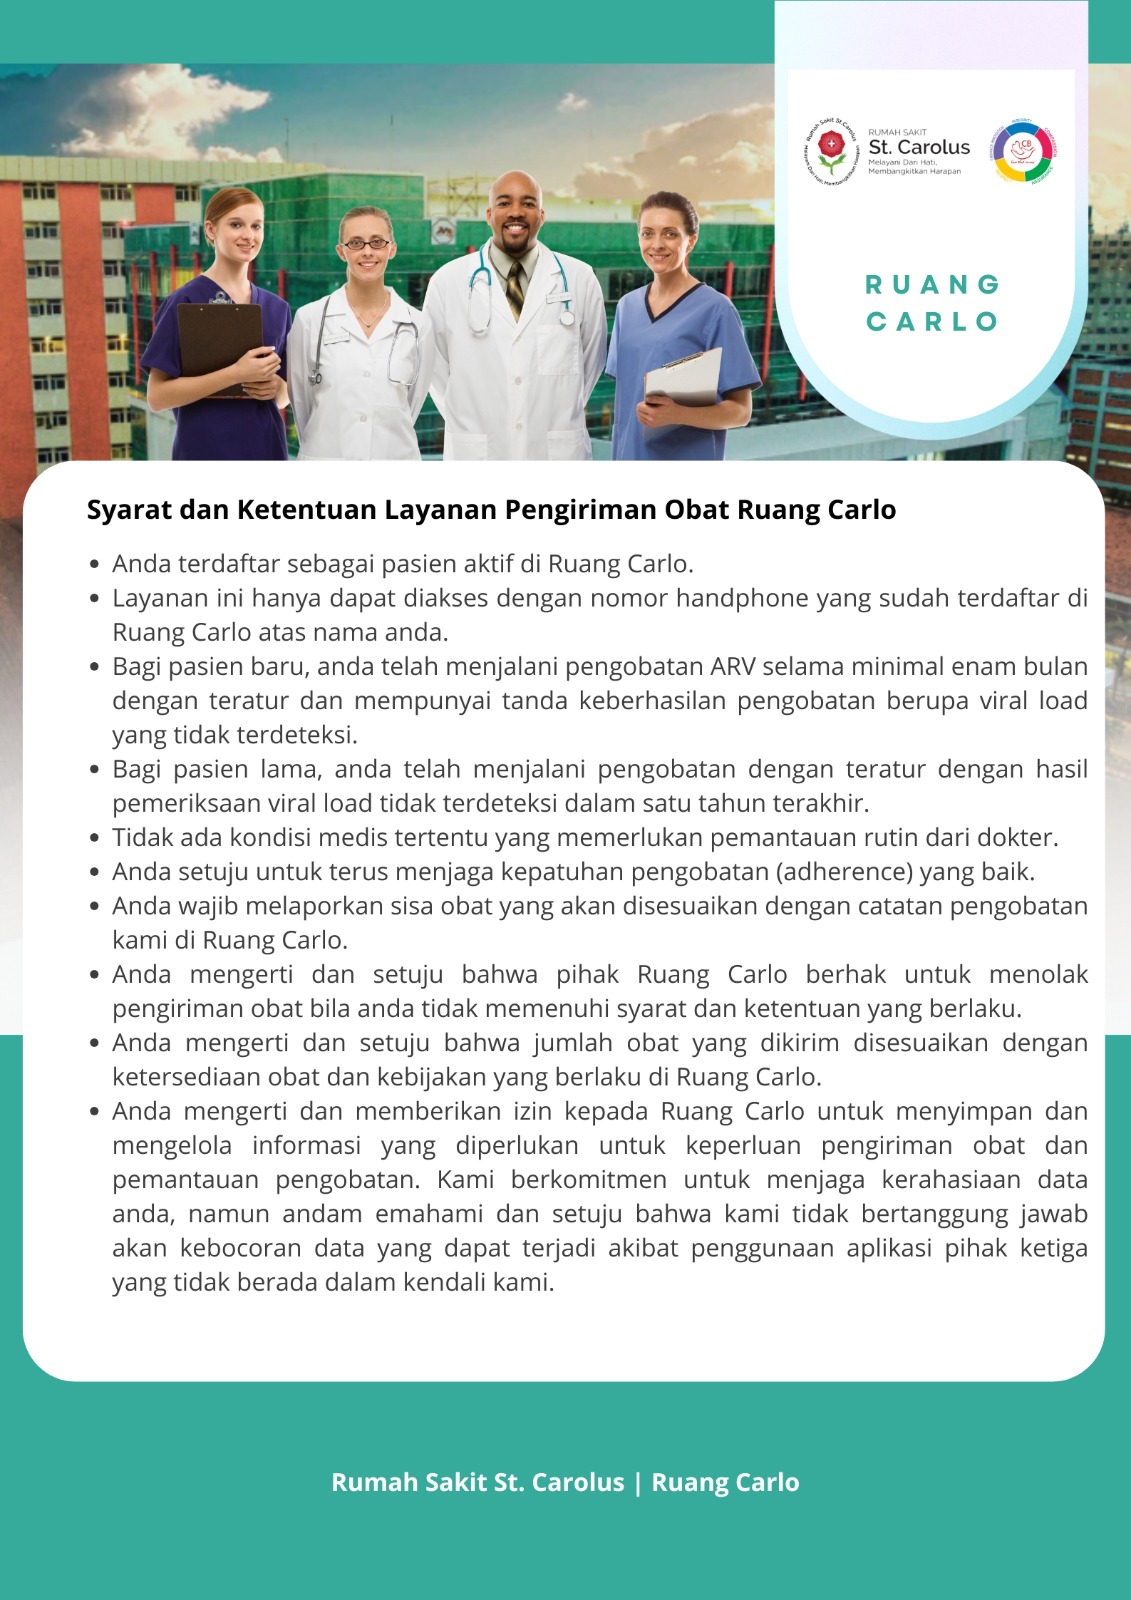 RUMAH SAKIT
St. Carolus
Melayani Dari Hati,
Membangkitkan Harapan
RUANG
CARLO
Syarat dan Ketentuan Layanan Pengiriman Obat Ruang Carlo
• Anda terdaftar sebagai pasien aktif di Ruang Carlo.
• Layanan ini hanya dapat diakses dengan nomor handphone yang sudah terdaftar di
Ruang Carlo atas nama anda.
• Bagi pasien baru, anda telah menjalani pengobatan ARV selama minimal enam bulan
dengan teratur dan mempunyai tanda keberhasilan pengobatan berupa viral load
yang tidak terdeteksi.
• Bagi pasien lama, anda telah menjalani pengobatan dengan teratur dengan hasil
pemeriksaan viral load tidak terdeteksi dalam satu tahun terakhir.
• Tidak ada kondisi medis tertentu yang memerlukan pemantauan rutin dari dokter.
• Anda setuju untuk terus menjaga kepatuhan pengobatan (adherence) yang baik.
• Anda wajib melaporkan sisa obat yang akan disesuaikan dengan catatan pengobatan
kami di Ruang Carlo.
• Anda mengerti dan setuju bahwa pihak Ruang Carlo berhak untuk menolak
pengiriman obat bila anda tidak memenuhi syarat dan ketentuan yang berlaku.
• Anda mengerti dan setuju bahwa jumlah obat yang dikirim disesuaikan dengan
ketersediaan obat dan kebijakan yang berlaku di Ruang Carlo.
• Anda mengerti dan memberikan izin kepada Ruang Carlo untuk menyimpan dan
mengelola informasi yang diperlukan untuk keperluan pengiriman obat dan
pemantauan pengobatan. Kami berkomitmen untuk menjaga kerahasiaan data
anda, namun andam emahami dan setuju bahwa kami tidak bertanggung jawab
akan kebocoran data yang dapat terjadi akibat penggunaan aplikasi pihak ketiga
yang tidak berada dalam kendali kami.
Rumah Sakit St. Carolus | Ruang Carlo